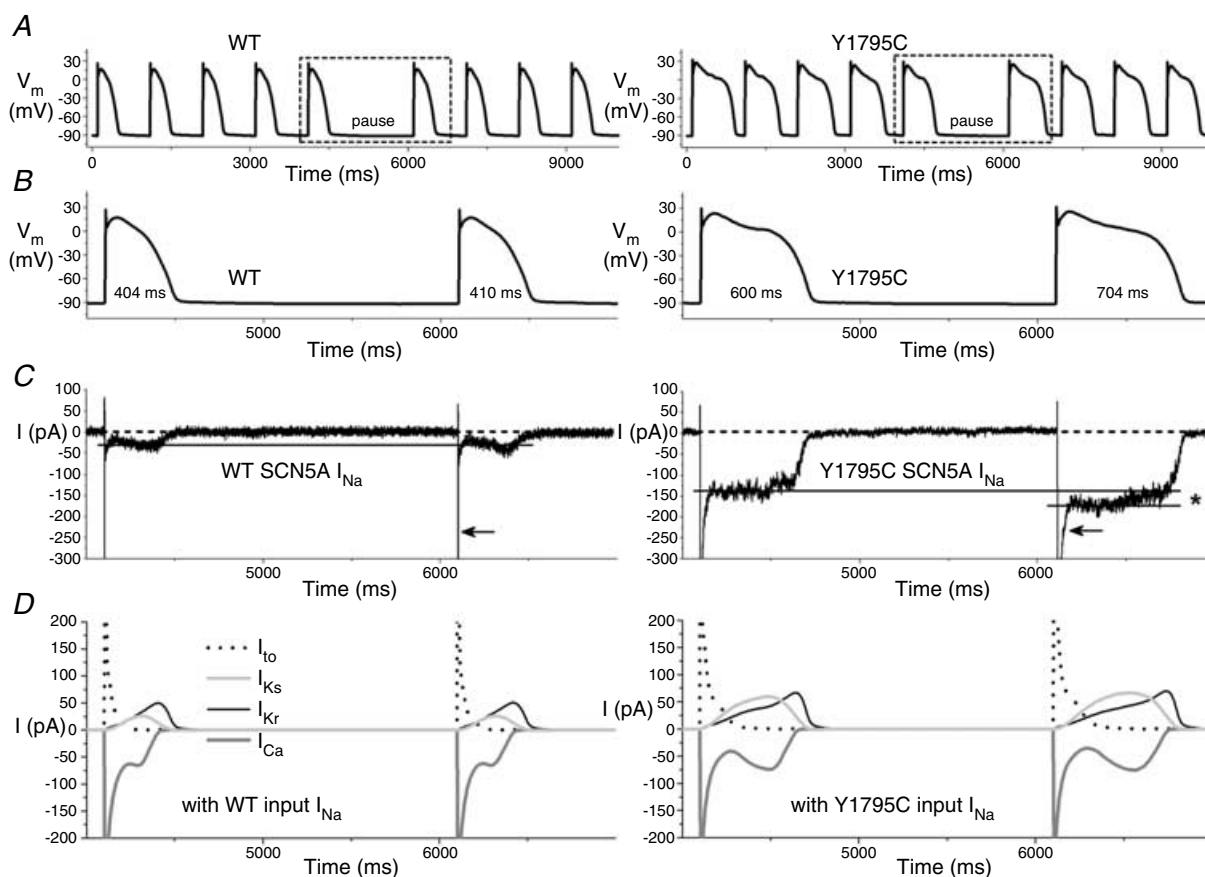 A
WT
Y1795C
V_m (mV)
30
0
-30
-60
-90
pause
0 3000 6000 9000
Time (ms)
V_m (mV)
30
0
-30
-60
-90
pause
0 3000 6000 9000
Time (ms)
B
V_m (mV)
30
0
-30
-60
-90
404 ms
WT
410 ms
5000 6000
Time (ms)
V_m (mV)
30
0
-30
-60
-90
600 ms
Y1795C
704 ms
5000 6000
Time (ms)
C
I (pA)
100
50
0
-50
-100
-150
-200
-250
-300
WT SCN5A I_Na
5000 6000
Time (ms)
I (pA)
100
50
0
-50
-100
-150
-200
-250
-300
Y1795C SCN5A I_Na
*
5000 6000
Time (ms)
D
I (pA)
200
150
100
50
0
-50
-100
-150
-200
I_to
I_Ks
I_Kr
I_Ca
with WT input I_Na
5000 6000
Time (ms)
I (pA)
200
150
100
50
0
-50
-100
-150
-200
with Y1795C input I_Na
5000 6000
Time (ms)